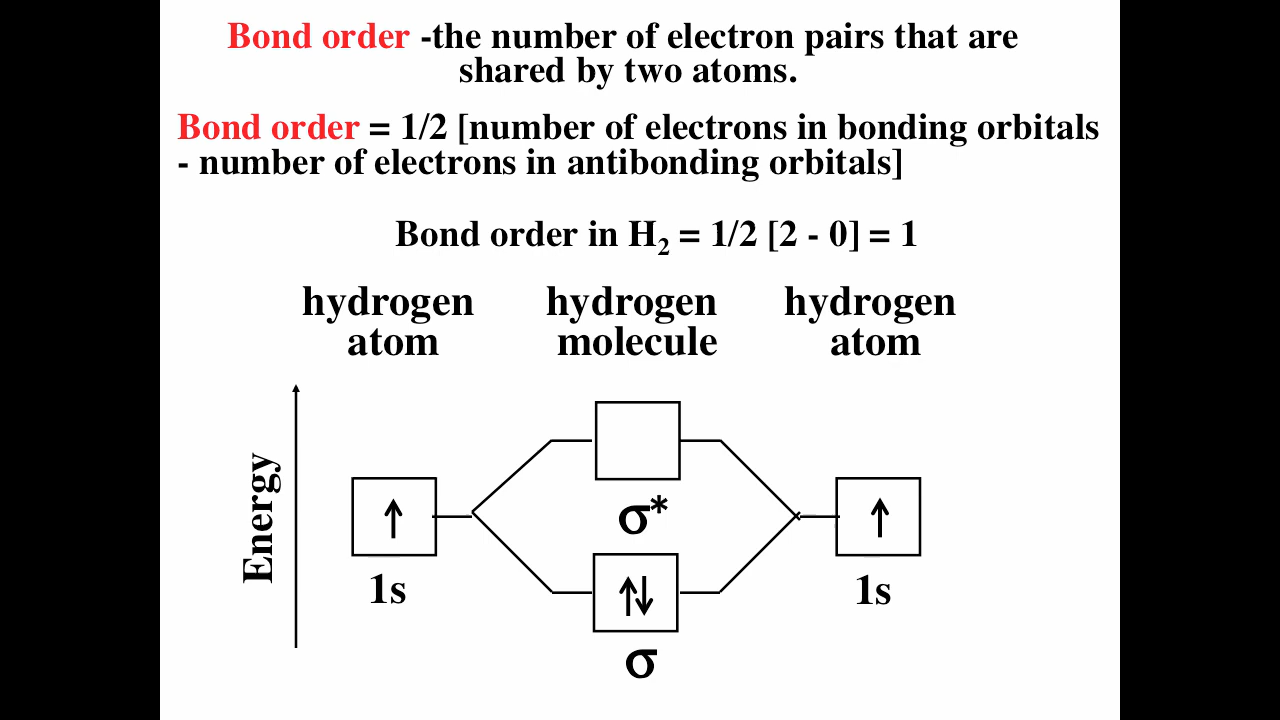 Bond order -the number of electron pairs that are
shared by two atoms.
Bond order = 1/2 [number of electrons in bonding orbitals
- number of electrons in antibonding orbitals]
Bond order in H₂ = 1/2 [2 - 0] = 1
hydrogen atom
hydrogen molecule
hydrogen atom
Energy
↑
1s
σ*
↑↓
σ
↑
1s